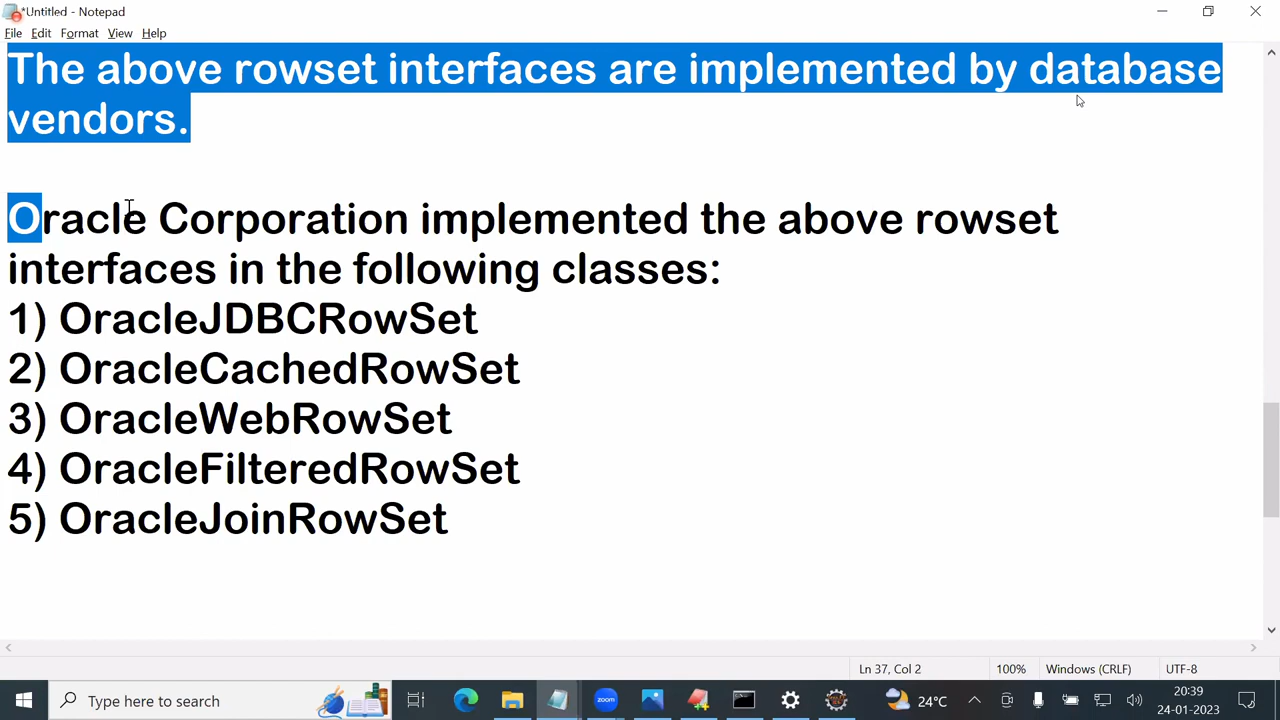 *Untitled - Notepad
File Edit Format View Help
The above rowset interfaces are implemented by database
vendors.
Oracle Corporation implemented the above rowset
interfaces in the following classes:
1) OracleJDBCRowSet
2) OracleCachedRowSet
3) OracleWebRowSet
4) OracleFilteredRowSet
5) OracleJoinRowSet
Ln 37, Col 2 100% Windows (CRLF) UTF-8
Type here to search zoom 24°C 20:39
24-01-2023